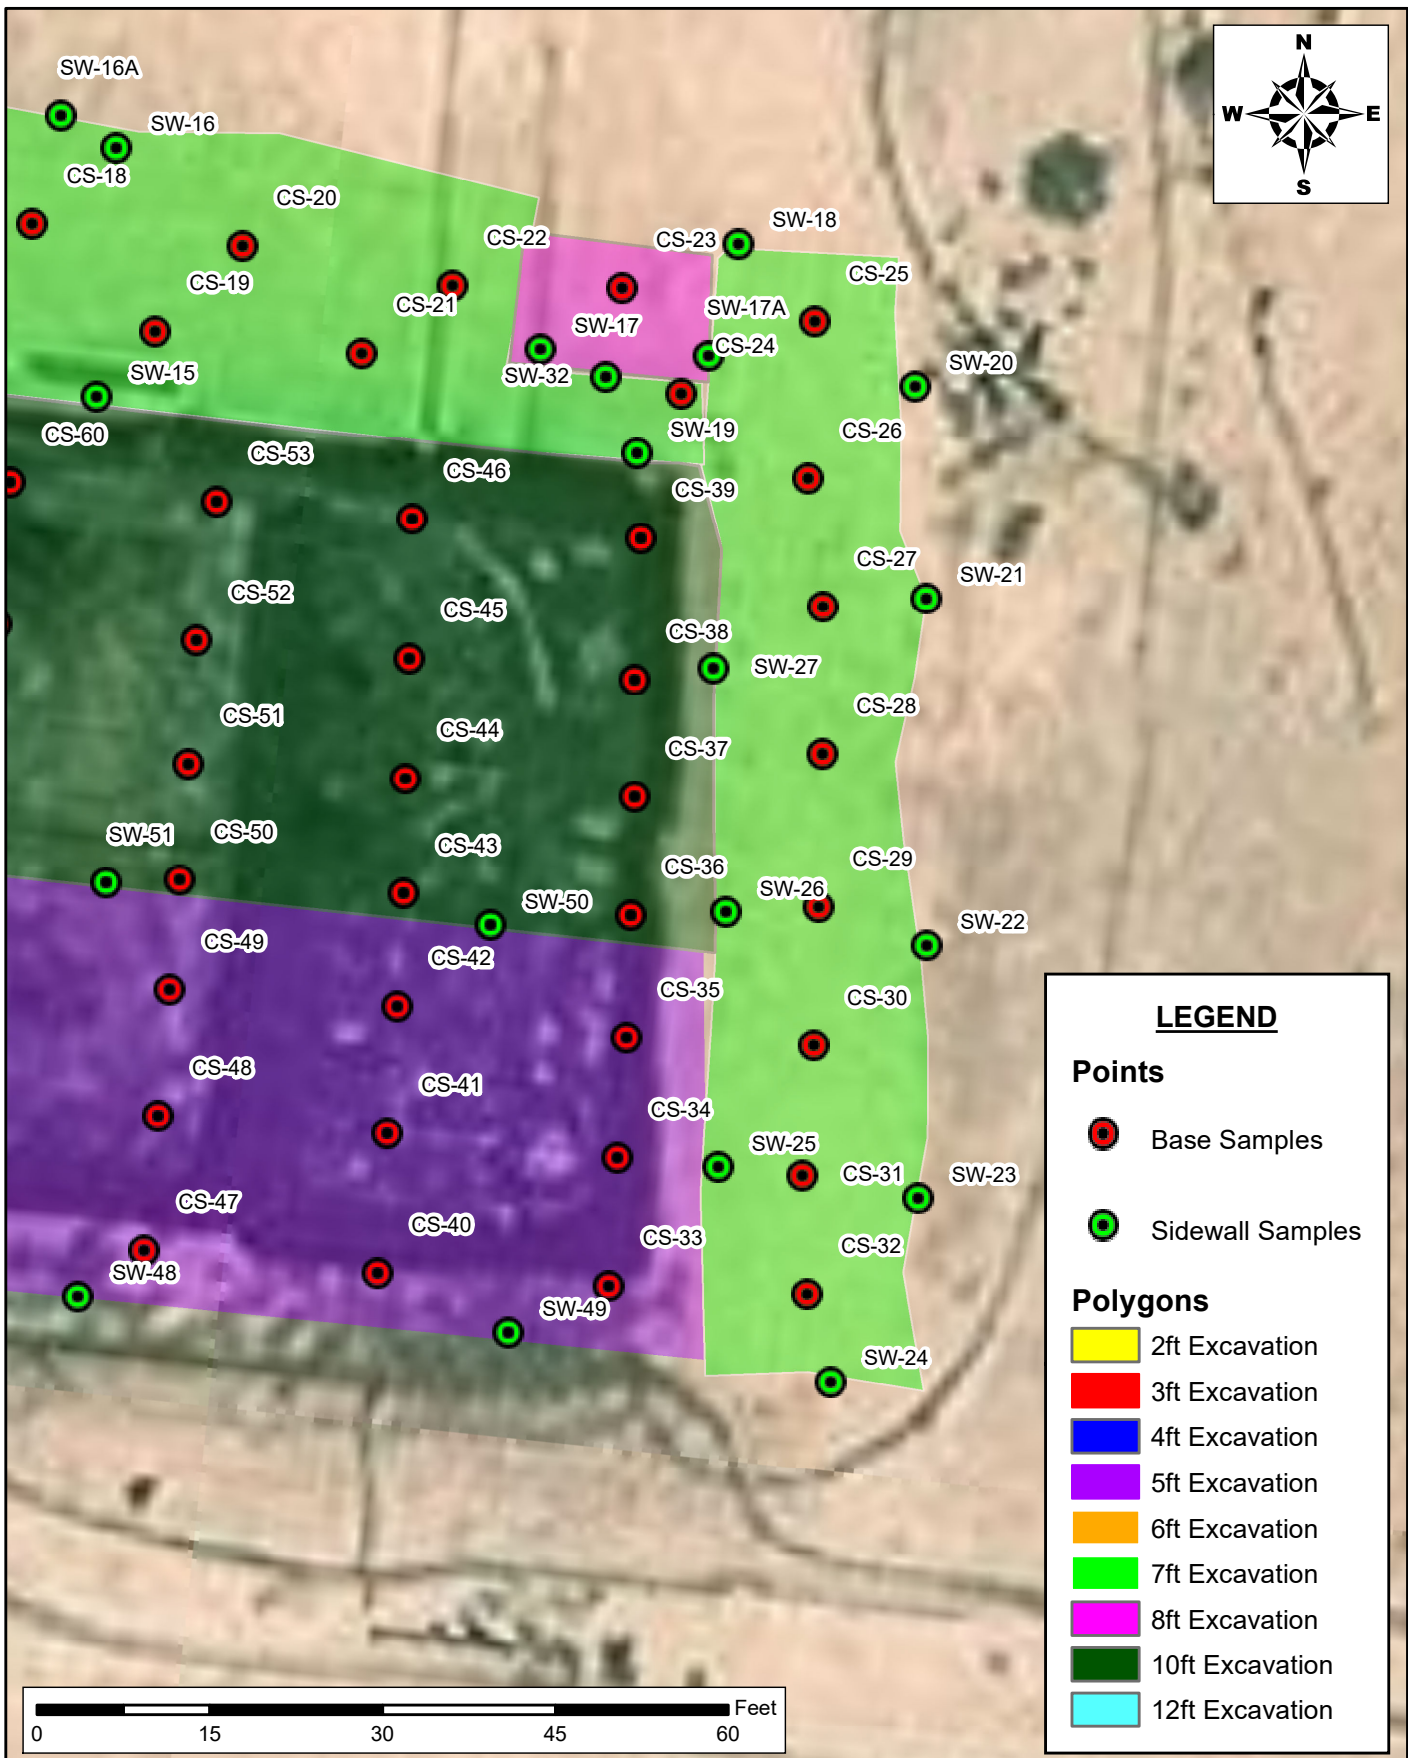 N
W E
S
SW-16A
SW-16
CS-18
CS-20
SW-18
CS-22
CS-23
CS-25
CS-19
CS-21
SW-17A
SW-17
CS-24
SW-15
SW-32
SW-20
CS-60
SW-19
CS-26
CS-53
CS-46
CS-39
CS-27
SW-21
CS-52
CS-45
CS-38
SW-27
CS-28
CS-51
CS-44
CS-37
SW-51
CS-50
CS-43
CS-36
CS-29
SW-26
SW-50
SW-22
CS-49
CS-42
CS-35
CS-30
CS-48
CS-41
CS-34
SW-25
CS-31
SW-23
CS-47
CS-40
CS-33
CS-32
SW-48
SW-49
SW-24
LEGEND
Points
Base Samples
Sidewall Samples
Polygons
2ft Excavation
3ft Excavation
4ft Excavation
5ft Excavation
6ft Excavation
7ft Excavation
8ft Excavation
10ft Excavation
12ft Excavation
Feet
0 15 30 45 60